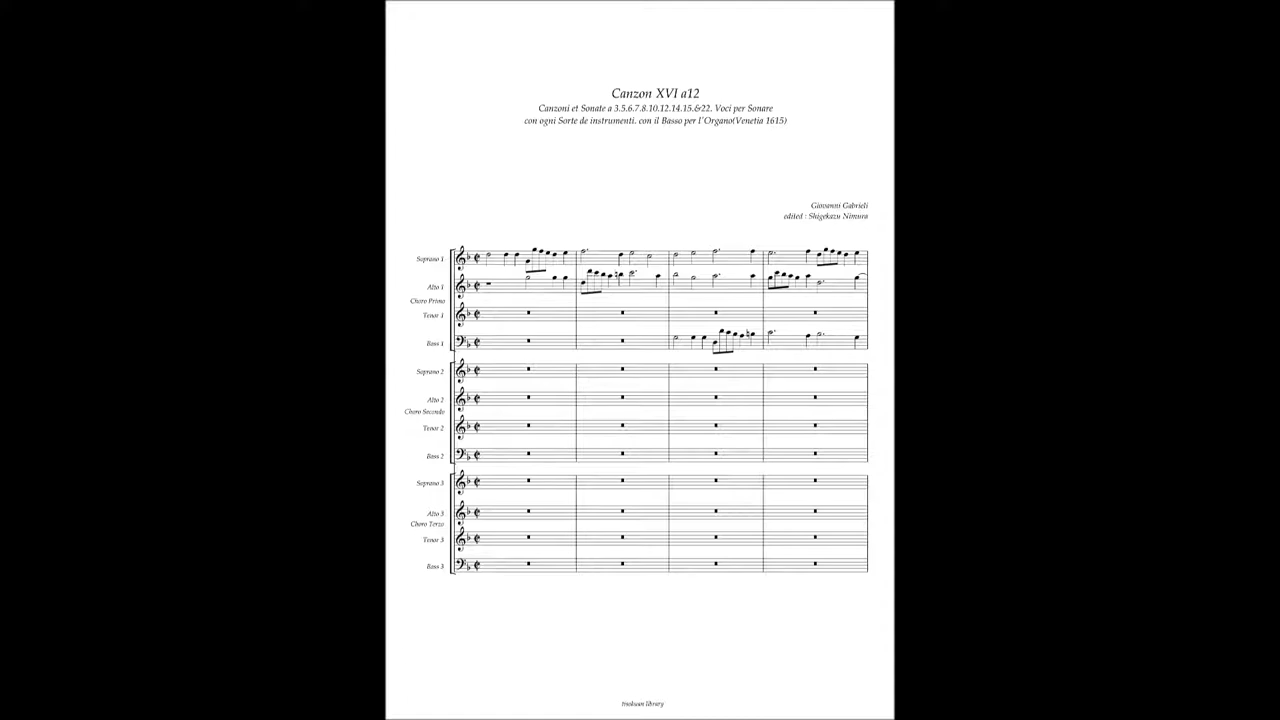 Canzon XVI a12
Canzoni et Sonate a 3.5.6.7.8.10.12.14.15.&22. Voci per Sonare
con ogni Sorte de instrumenti. con il Basso per l'Organo(Venetia 1615)
Giovanni Gabrieli
edited : Shigekazu Nimura
Soprano 1
Alto 1
Choro Primo
Tenor 1
Bass 1
Soprano 2
Alto 2
Choro Secondo
Tenor 2
Bass 2
Soprano 3
Alto 3
Choro Terzo
Tenor 3
Bass 3
library